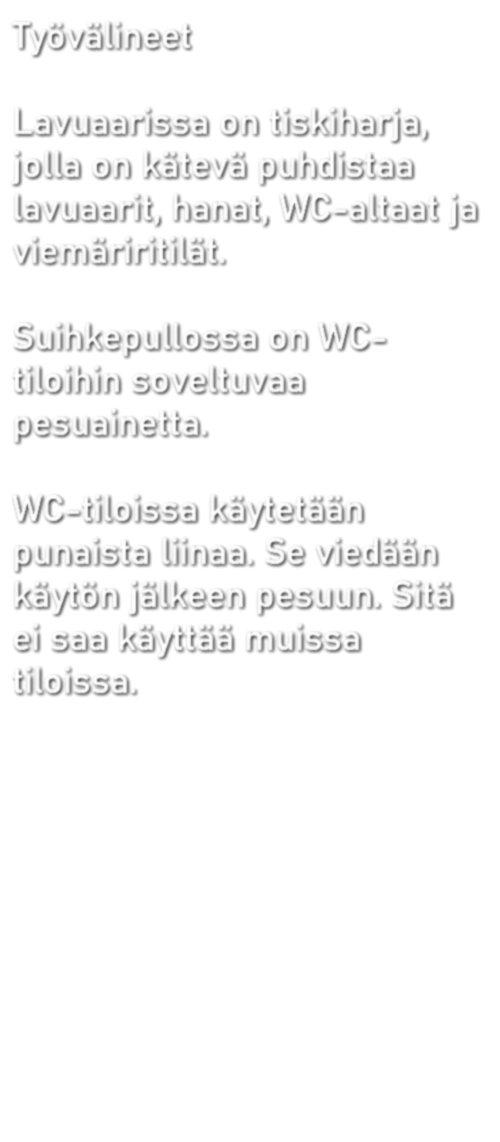 Työvälineet
Lavuaarissa on tiskiharja,
jolla on kätevä puhdistaa
lavuaarit, hanat, WC-altaat ja
viemäriritilät.
Suihkepullossa on WC-
tiloihin soveltuvaa
pesuainetta.
WC-tiloissa käytetään
punaista liinaa. Se viedään
käytön jälkeen pesuun. Sitä
ei saa käyttää muissa
tiloissa.